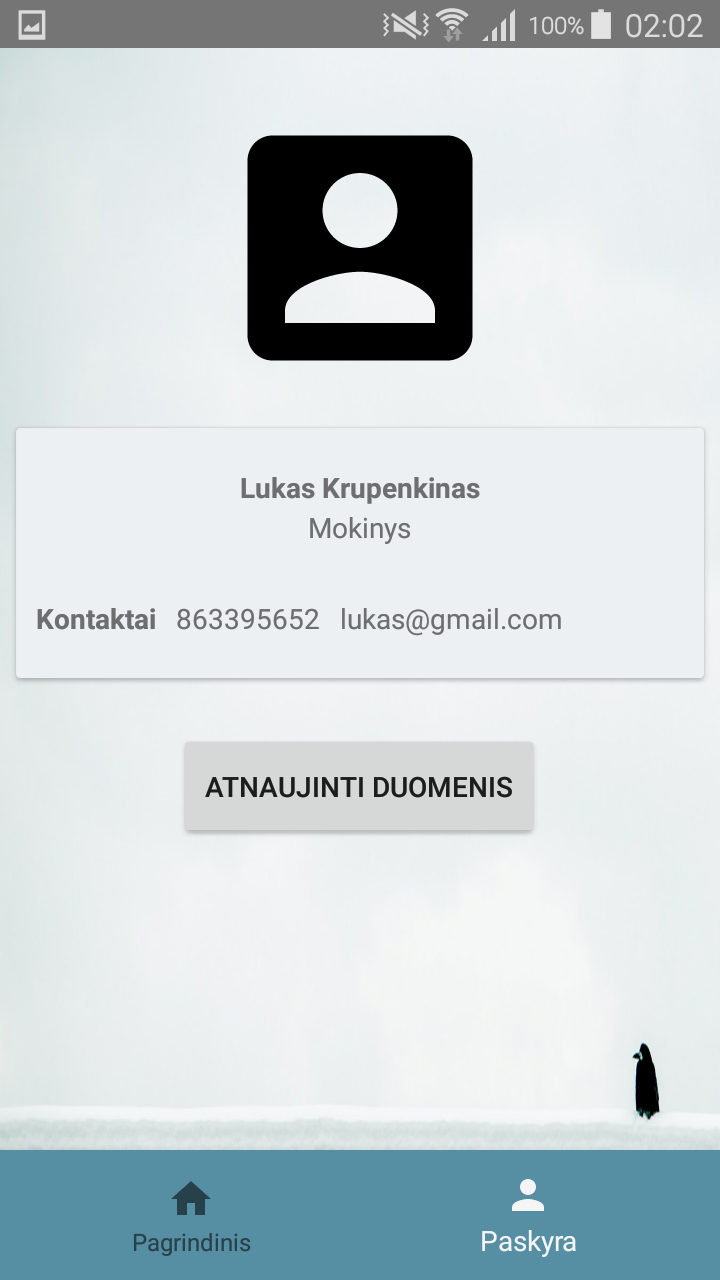 100% 02:02
Lukas Krupenkinas
Mokinys
Kontaktai 863395652 lukas@gmail.com
ATNAUJINTI DUOMENIS
Pagrindinis Paskyra